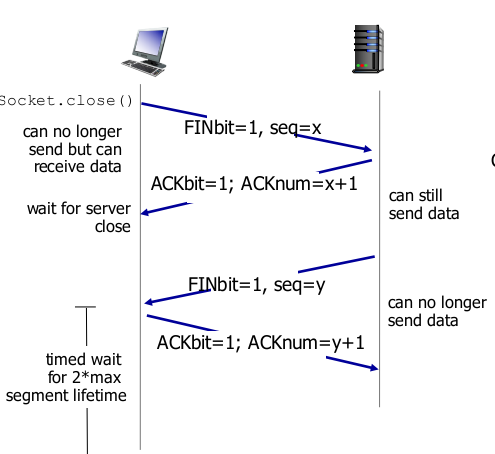 Socket.close()
FINbit=1, seq=x
can no longer
send but can
receive data
ACKbit=1; ACKnum=x+1
can still
send data
wait for server
close
FINbit=1, seq=y
can no longer
send data
ACKbit=1; ACKnum=y+1
timed wait
for 2*max
segment lifetime